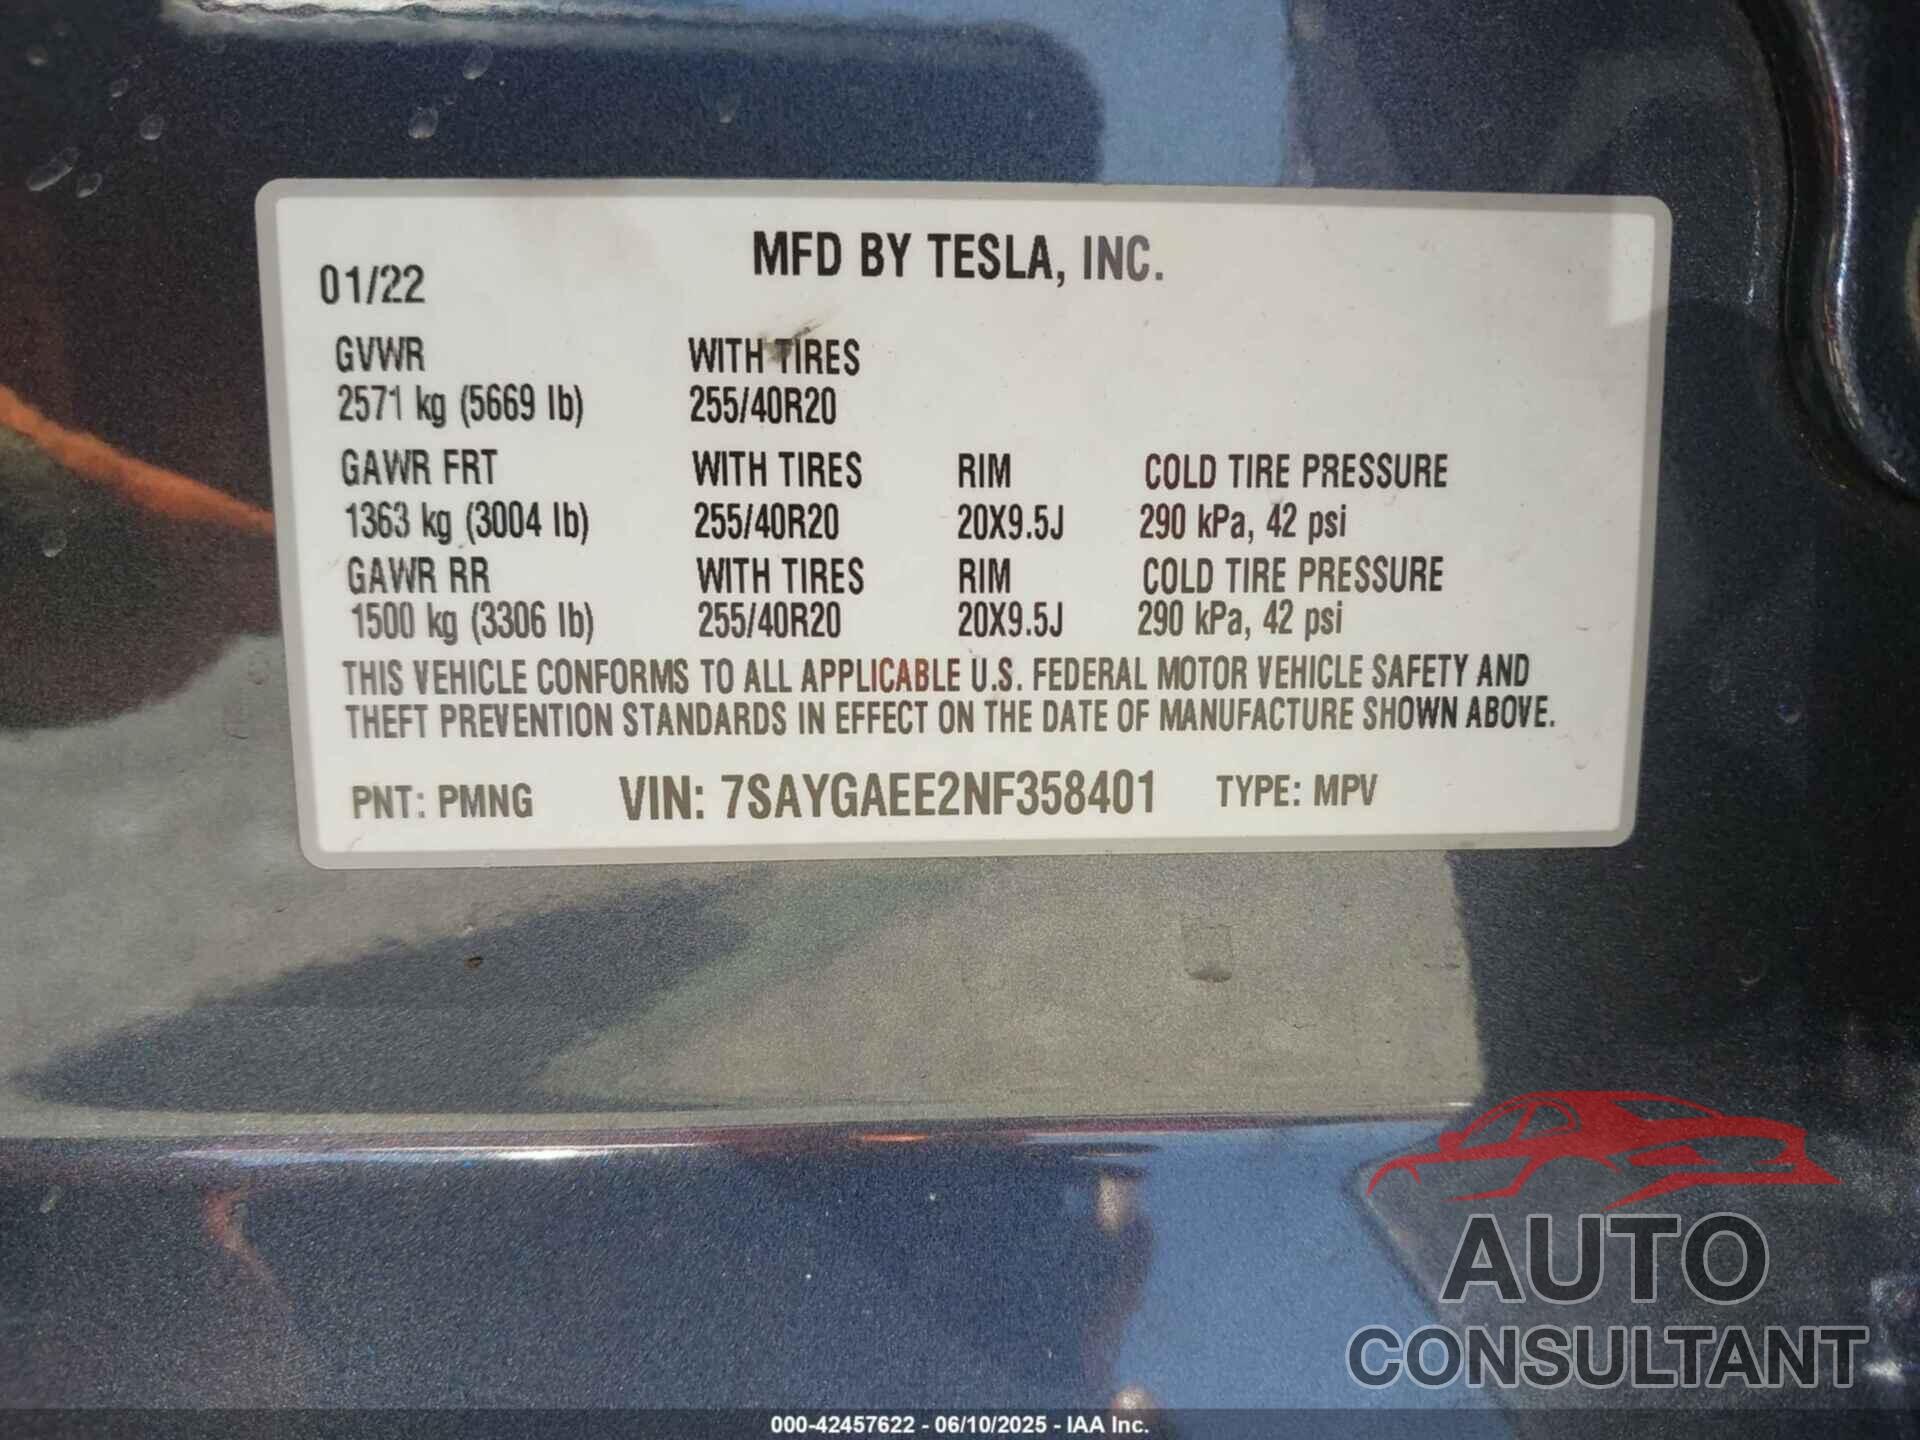 MFD BY TESLA, INC.
01/22
GVWR WITH TIRES
2571 kg (5669 lb) 255/40R20
GAWR FRT WITH TIRES RIM COLD TIRE PRESSURE
1363 kg (3004 lb) 255/40R20 20X9.5J 290 kPa, 42 psi
GAWR RR WITH TIRES RIM COLD TIRE PRESSURE
1500 kg (3306 lb) 255/40R20 20X9.5J 290 kPa, 42 psi
THIS VEHICLE CONFORMS TO ALL APPLICABLE U.S. FEDERAL MOTOR VEHICLE SAFETY AND
THEFT PREVENTION STANDARDS IN EFFECT ON THE DATE OF MANUFACTURE SHOWN ABOVE.
PNT: PMNG VIN: 7SAYGAEE2NF358401 TYPE: MPV
AUTO
CONSULTANT
000-42457622 - 06/10/2025 - IAA Inc.